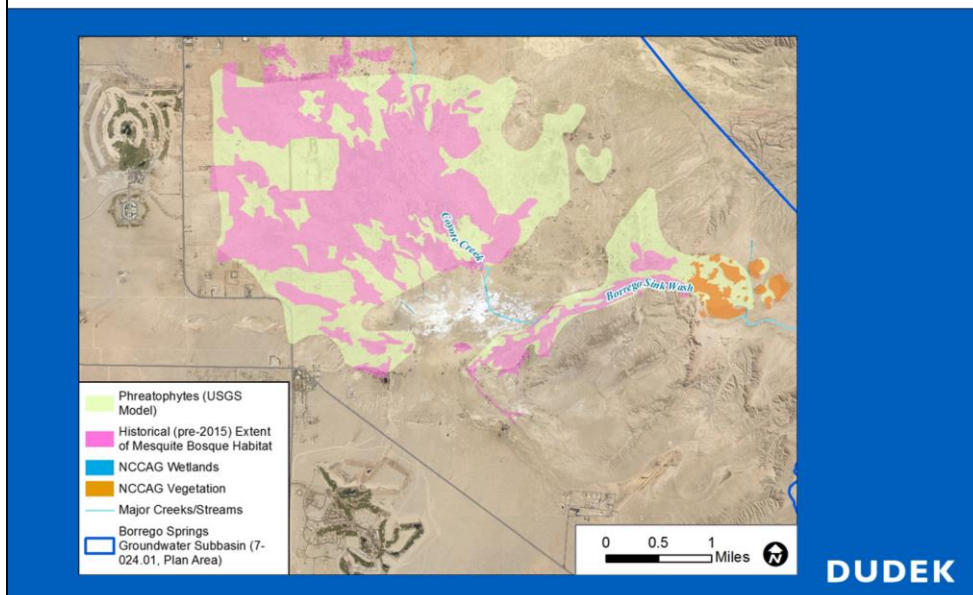 Coyote Creek
Borrego Sink Wash
Phreatophytes (USGS
Model)
Historical (pre-2015) Extent
of Mesquite Bosque Habitat
NCCAG Wetlands
NCCAG Vegetation
Major Creeks/Streams
Borrego Springs
Groundwater Subbasin (7-
024.01, Plan Area)
0 0.5 1
Miles
N
DUDEK